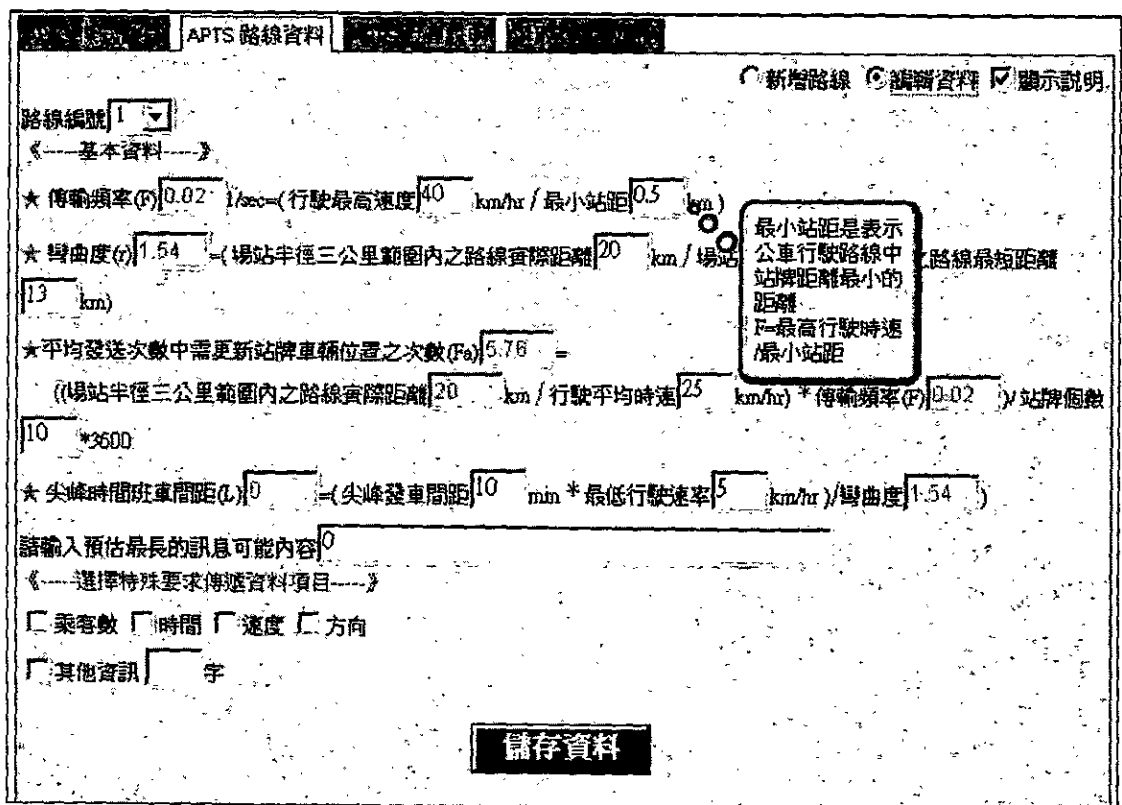 APTS 路線資料
新增路線 編輯資料 顯示說明
路線編號 1
《-----基本資料-----》
★ 傳輸頻率(F) 0.02 1/sec=( 行駛最高速度 40 km/hr / 最小站距 0.5 km )
★ 彎曲度(r) 1.54 =( 場站半徑三公里範圍內之路線實際距離 20 km / 場站 之路線最短距離
13 km)
最小站距是表示
公車行駛路線中
站牌距離最小的
距離
F=最高行駛時速
/最小站距
★平均發送次數中需更新站牌車輛位置之次數(Fa) 5.76 =
((場站半徑三公里範圍內之路線實際距離 20 km / 行駛平均時速 25 km/hr) * 傳輸頻率(F) 0.02 )/ 站牌個數
10 *3600
★ 尖峰時間班車間距(L) 0 =( 尖峰發車間距 10 min * 最低行駛速率 5 km/hr )/彎曲度 1.54 )
請輸入預估最長的訊息可能內容 0
《-----選擇特殊要求傳遞資料項目-----》
乘客數 時間 速度 方向
其他資訊 字
儲存資料